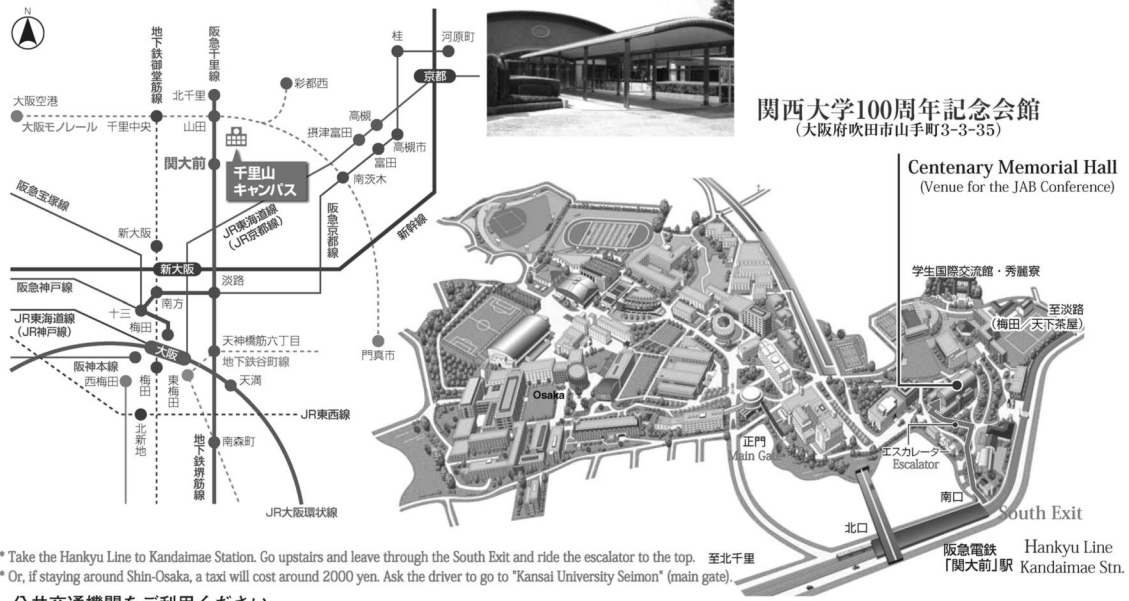 N
地下鉄御堂筋線
阪急千里線
桂
河原町
京都
北千里
彩都西
大阪空港
大阪モノレール
千里中央
山田
高槻
摂津富田
高槻市
富田
関大前
千里山
キャンパス
南茨木
阪急宝塚線
JR東海道線
(JR京都線)
阪急京都線
新幹線
新大阪
新大阪
淡路
阪急神戸線
十三
南方
JR東海道線
(JR神戸線)
梅田
大阪
天神橋筋六丁目
地下鉄谷町線
門真市
阪神本線
西梅田
梅田
東梅田
天満
JR東西線
北新地
地下鉄堺筋線
南森町
JR大阪環状線
関西大学100周年記念会館
(大阪府吹田市山手町3-3-35)
Centenary Memorial Hall
(Venue for the JAB Conference)
学生国際交流館・秀麗寮
至淡路
(梅田/天下茶屋)
Osaka
正門
Main Gate
エスカレーター
Escalator
南口
South Exit
北口
至北千里
阪急電鉄
「関大前」駅
Hankyu Line
Kandaimae Stn.
* Take the Hankyu Line to Kandaimae Station. Go upstairs and leave through the South Exit and ride the escalator to the top.
* Or, if staying around Shin-Osaka, a taxi will cost around 2000 yen. Ask the driver to go to "Kansai University Seimon" (main gate).
公共交通機関をご利用ください